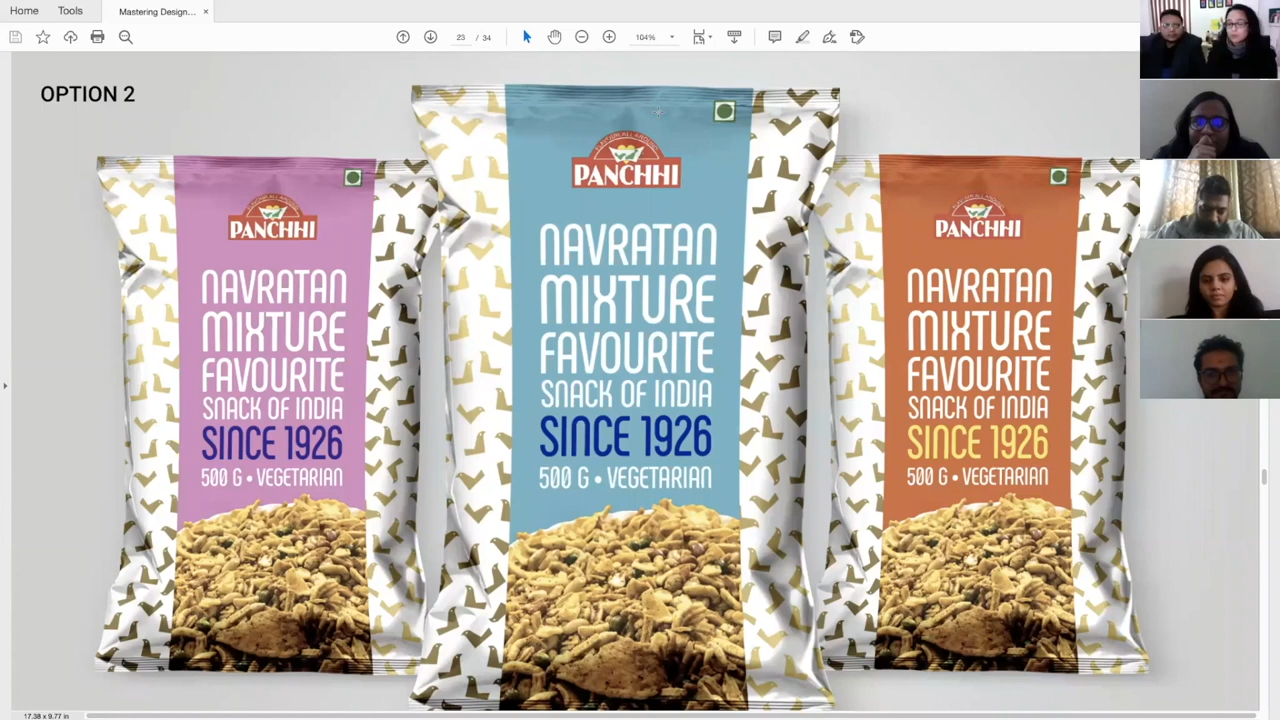 Home
Tools
Mastering Design...
×
23 / 34
104%
OPTION 2
PANCHHI
NAVRATAN
MIXTURE
FAVOURITE
SNACK OF INDIA
SINCE 1926
500 G • VEGETARIAN
PANCHHI
NAVRATAN
MIXTURE
FAVOURITE
SNACK OF INDIA
SINCE 1926
500 G • VEGETARIAN
PANCHHI
NAVRATAN
MIXTURE
FAVOURITE
SNACK OF INDIA
SINCE 1926
500 G • VEGETARIAN
17.38 x 9.77 in